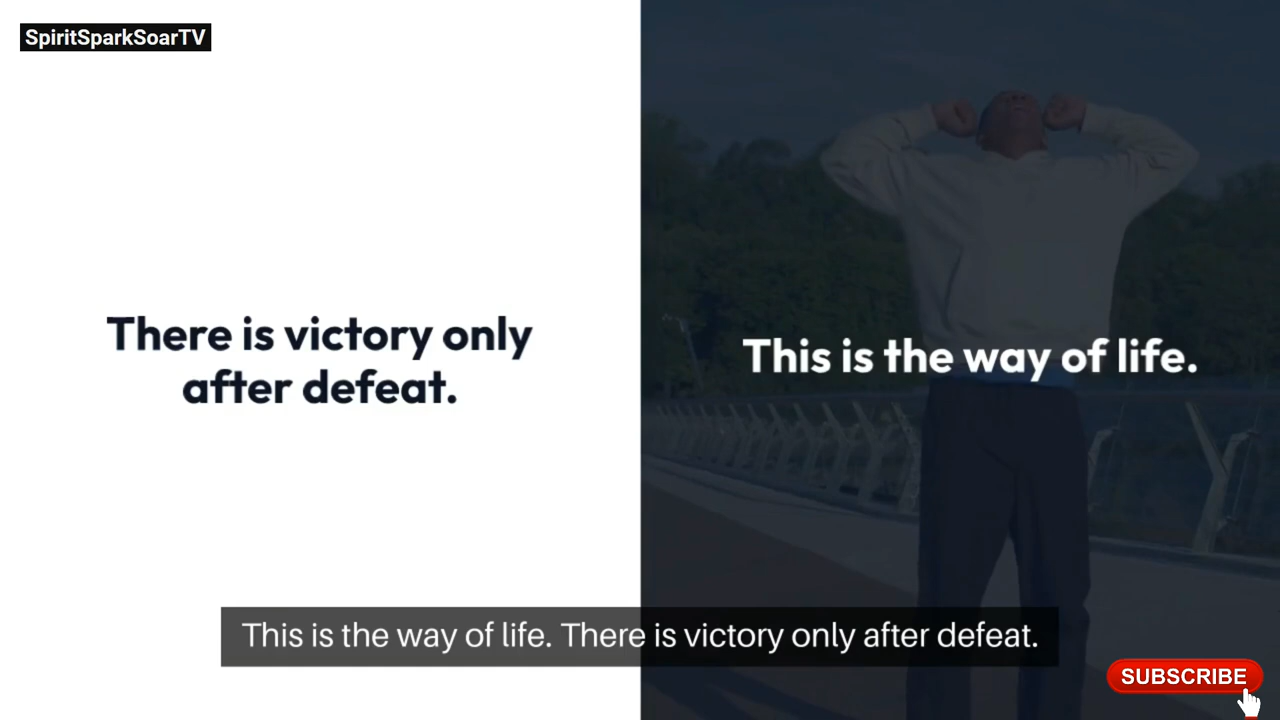 SpiritSparkSoarTV
There is victory only
after defeat.
This is the way of life.
This is the way of life. There is victory only after defeat.
SUBSCRIBE